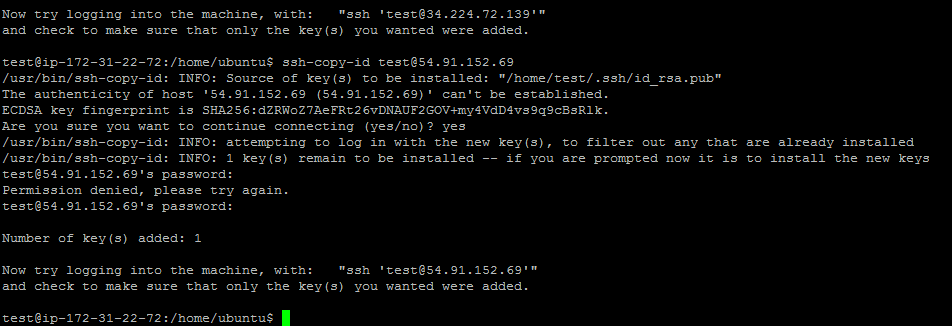 Now try logging into the machine, with:   "ssh 'test@34.224.72.139'"
and check to make sure that only the key(s) you wanted were added.
test@ip-172-31-22-72:/home/ubuntu$ ssh-copy-id test@54.91.152.69
/usr/bin/ssh-copy-id: INFO: Source of key(s) to be installed: "/home/test/.ssh/id_rsa.pub"
The authenticity of host '54.91.152.69 (54.91.152.69)' can't be established.
ECDSA key fingerprint is SHA256:dZRWoZ7AeFRt26vDNAUF2GOV+my4VdD4vs9q9cBsRlk.
Are you sure you want to continue connecting (yes/no)? yes
/usr/bin/ssh-copy-id: INFO: attempting to log in with the new key(s), to filter out any that are already installed
/usr/bin/ssh-copy-id: INFO: 1 key(s) remain to be installed -- if you are prompted now it is to install the new keys
test@54.91.152.69's password:
Permission denied, please try again.
test@54.91.152.69's password:
Number of key(s) added: 1
Now try logging into the machine, with:   "ssh 'test@54.91.152.69'"
and check to make sure that only the key(s) you wanted were added.
test@ip-172-31-22-72:/home/ubuntu$